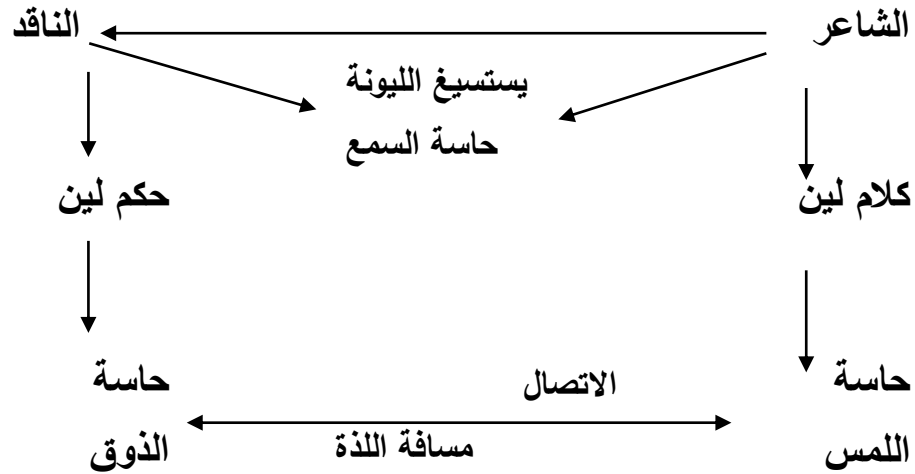 الشاعر
الناقد
يستسيغ الليونة
حاسة السمع
كلام لين
حكم لين
حاسة
اللمس
الاتصال
مسافة اللذة
حاسة
الذوق